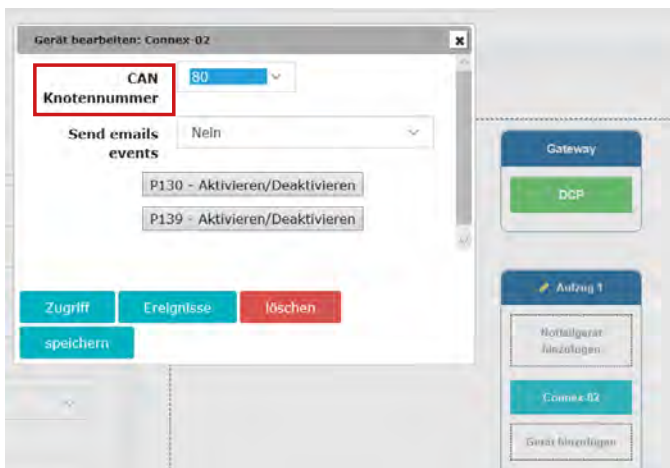 Gerät bearbeiten: Connex-02
x
CAN
Knotennummer
80
Send emails
events
Nein
P130 - Aktivieren/Deaktivieren
P139 - Aktivieren/Deaktivieren
Zugriff
Ereignisse
löschen
speichern
Gateway
DCP
Aufzug 1
Notfallgerät
hinzufügen
Connex-02
Gerät hinzufügen